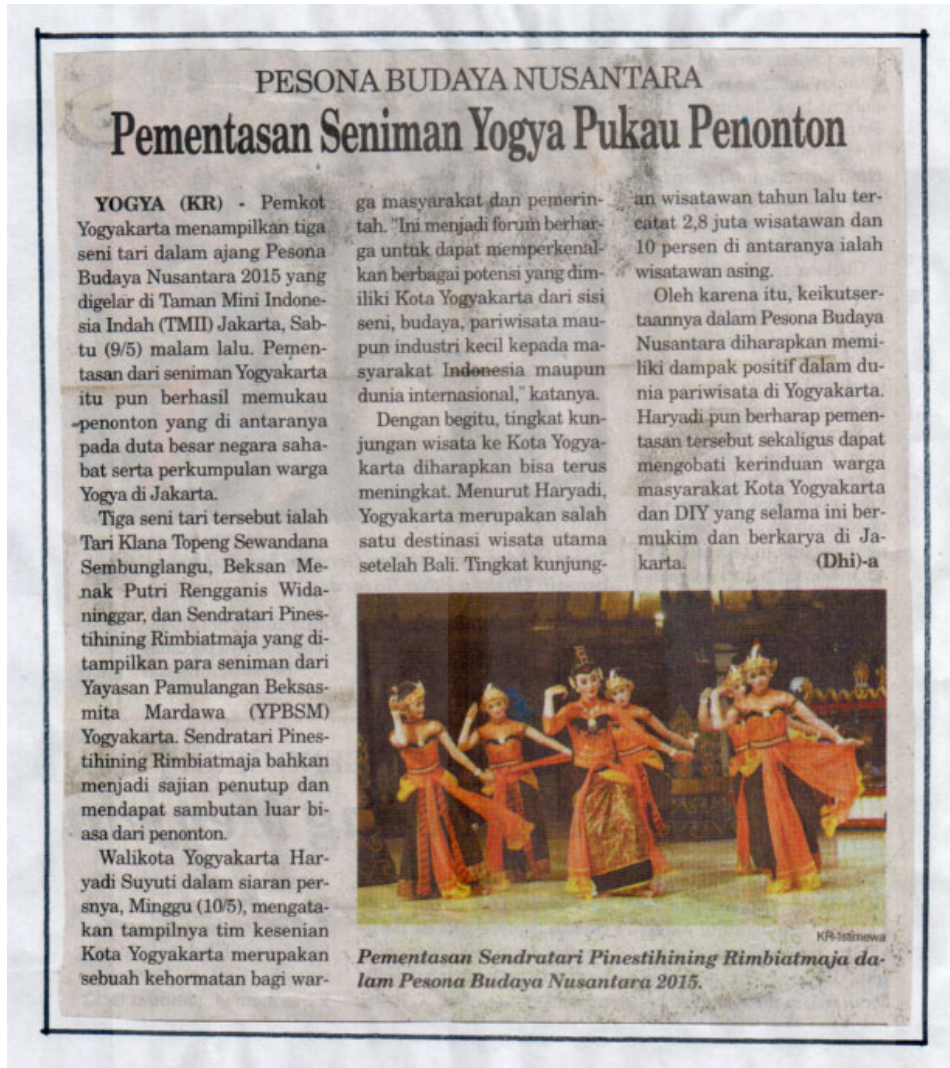 PESONA BUDAYA NUSANTARA
Pementasan Seniman Yogya Pukau Penonton
YOGYA (KR) - Pemkot
Yogyakarta menampilkan tiga
seni tari dalam ajang Pesona
Budaya Nusantara 2015 yang
digelar di Taman Mini Indone-
sia Indah (TMII) Jakarta, Sab-
tu (9/5) malam lalu. Pemen-
tasan dari seniman Yogyakarta
itu pun berhasil memukau
penonton yang di antaranya
pada duta besar negara saha-
bat serta perkumpulan warga
Yogya di Jakarta.
Tiga seni tari tersebut ialah
Tari Klana Topeng Sewandana
Sembunglangu, Beksan Me-
nak Putri Rengganis Wida-
ninggar, dan Sendratari Pines-
tihining Rimbiatmaja yang di-
tampilkan para seniman dari
Yayasan Pamulangan Beksas-
mita Mardawa (YPBSM)
Yogyakarta. Sendratari Pines-
tihining Rimbiatmaja bahkan
menjadi sajian penutup dan
mendapat sambutan luar bi-
asa dari penonton.
Walikota Yogyakarta Har-
yadi Suyuti dalam siaran per-
snya, Minggu (10/5), mengata-
kan tampilnya tim kesenian
Kota Yogyakarta merupakan
sebuah kehormatan bagi war-
ga masyarakat dan pemerin-
tah. "Ini menjadi forum berhar-
ga untuk dapat memperkenal-
kan berbagai potensi yang dim-
iliki Kota Yogyakarta dari sisi
seni, budaya, pariwisata mau-
pun industri kecil kepada ma-
syarakat Indonesia maupun
dunia internasional," katanya.
Dengan begitu, tingkat kun-
jungan wisata ke Kota Yogya-
karta diharapkan bisa terus
meningkat. Menurut Haryadi,
Yogyakarta merupakan salah
satu destinasi wisata utama
setelah Bali. Tingkat kunjung-
an wisatawan tahun lalu ter-
catat 2,8 juta wisatawan dan
10 persen di antaranya ialah
wisatawan asing.
Oleh karena itu, keikutser-
taannya dalam Pesona Budaya
Nusantara diharapkan memi-
liki dampak positif dalam du-
nia pariwisata di Yogyakarta.
Haryadi pun berharap pemen-
tasan tersebut sekaligus dapat
mengobati kerinduan warga
masyarakat Kota Yogyakarta
dan DIY yang selama ini ber-
mukim dan berkarya di Ja-
karta. (Dhi)-a
KR-Istimewa
Pementasan Sendratari Pinestihining Rimbiatmaja da-
lam Pesona Budaya Nusantara 2015.